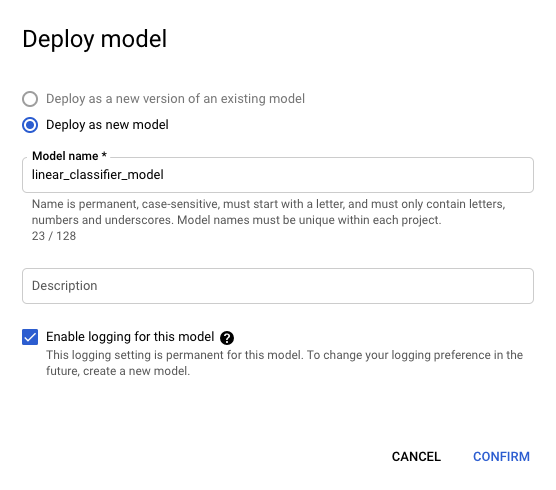 Deploy model
Deploy as a new version of an existing model
Deploy as new model
Model name *
linear_classifier_model
Name is permanent, case-sensitive, must start with a letter, and must only contain letters,
numbers and underscores. Model names must be unique within each project.
23 / 128
Description
Enable logging for this model ?
This logging setting is permanent for this model. To change your logging preference in the
future, create a new model.
CANCEL CONFIRM